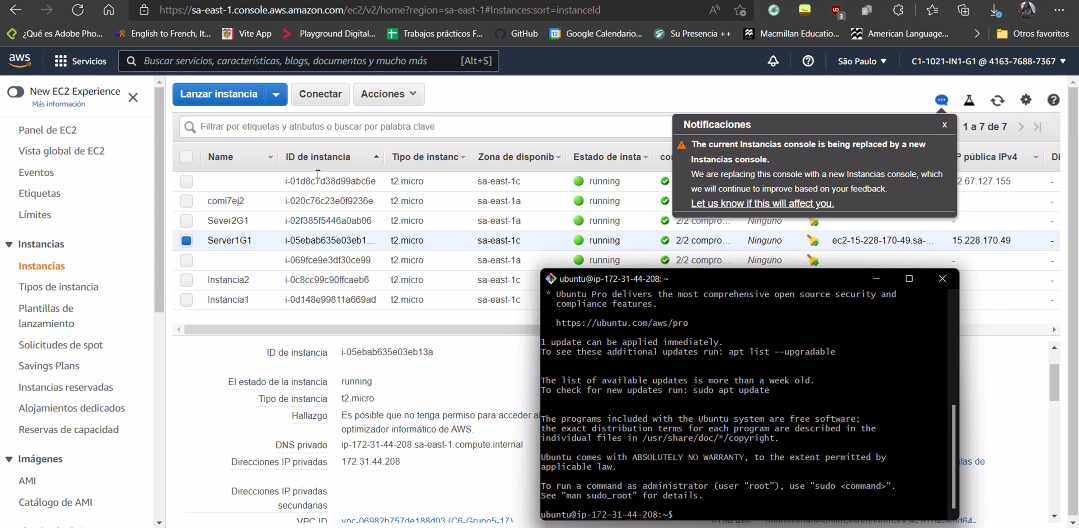 https://sa-east-1.console.aws.amazon.com/ec2/v2/home?region=sa-east-1#Instances:sort=instanceId
¿Qué es Adobe Pho... English to French, It... Vite App Playground Digital... Trabajos prácticos F... GitHub Google Calendario... Su Presencia ++ Macmillan Educatio... American Language... Otros favoritos
aws Servicios Buscar servicios, características, blogs, documentos y mucho más [Alt+S] São Paulo C1-1021-IN1-G1 @ 4163-7688-7367
New EC2 Experience
Más información
Panel de EC2
Vista global de EC2
Eventos
Etiquetas
Límites
Instancias
Instancias
Tipos de instancia
Plantillas de
lanzamiento
Solicitudes de spot
Savings Plans
Instancias reservadas
Alojamientos dedicados
Reservas de capacidad
Imágenes
AMI
Catálogo de AMI
Lanzar instancia Conectar Acciones
Filtrar por etiquetas y atributos o buscar por palabra clave
1 a 7 de 7
Name ID de instancia Tipo de instanc Zona de disponib Estado de insta P pública IPv4
i-01d8c7d38d99abc6e t2.micro sa-east-1c running 2.67.127.155 -
comi7ej2 i-020c76c23e0f9236e t2.micro sa-east-1a running -
Sever2G1 i-02f385f5446a0ab06 t2.micro sa-east-1a running 2/2 compro... Ninguno -
Server1G1 i-05ebab635e03eb1... t2.micro sa-east-1c running 2/2 compro... Ninguno ec2-15-228-170-49.sa-... 15.228.170.49 -
i-069fce9e3df30ce99 t2.micro sa-east-1a running 2/2 compro... Ninguno -
Instancia2 i-0c8cc99c90ffcaeb6 t2.micro sa-east-1c
Instancia1 i-0d148e99811a669ad t2.micro sa-east-1c
Notificaciones x
The current Instancias console is being replaced by a new
Instancias console.
We are replacing this console with a new Instancias console, which
we will continue to improve based on your feedback.
Let us know if this will affect you.
ID de instancia i-05ebab635e03eb13a
El estado de la instancia running
Tipo de instancia t2.micro
Hallazgo Es posible que no tenga permiso para acceder al
optimizador informático de AWS.
DNS privado ip-172-31-44-208.sa-east-1.compute.internal
Direcciones IP privadas 172.31.44.208
Direcciones IP privadas
secundarias
VPC ID vpc-06982b757de188d03 (C6-Grupo5-17)
ubuntu@ip-172-31-44-208: ~
* Ubuntu Pro delivers the most comprehensive open source security and
compliance features.
https://ubuntu.com/aws/pro
1 update can be applied immediately.
To see these additional updates run: apt list --upgradable
The list of available updates is more than a week old.
To check for new updates run: sudo apt update
The programs included with the Ubuntu system are free software;
the exact distribution terms for each program are described in the
individual files in /usr/share/doc/*/copyright.
Ubuntu comes with ABSOLUTELY NO WARRANTY, to the extent permitted by
applicable law.
To run a command as administrator (user "root"), use "sudo <command>".
See "man sudo_root" for details.
ubuntu@ip-172-31-44-208:~$